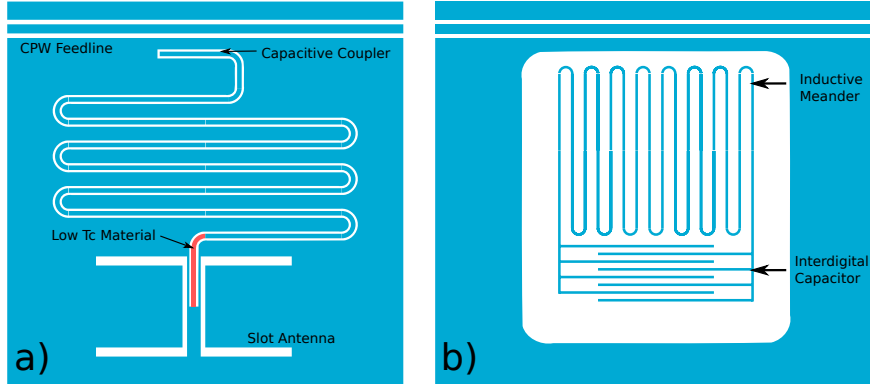 CPW Feedline
Capacitive Coupler
Low Tc Material
Slot Antenna
a)
Inductive
Meander
Interdigital
Capacitor
b)